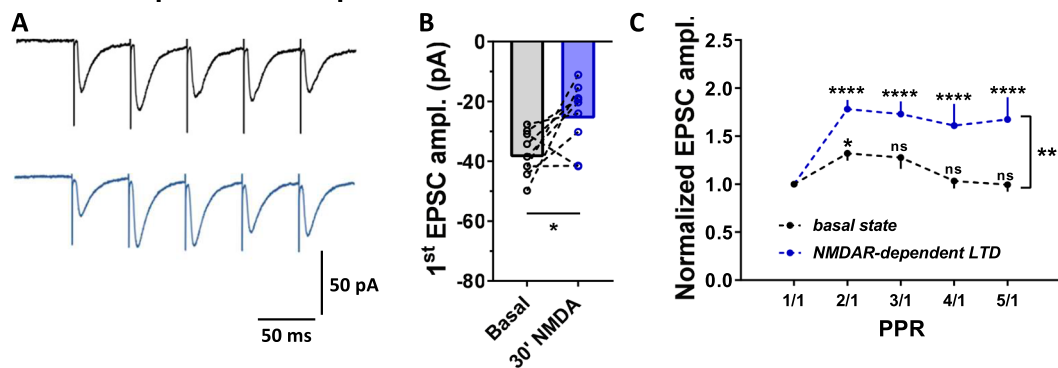 A
50 pA
50 ms
B
1st EPSC ampl. (pA)
0
-20
-40
-60
-80
*
Basal
30' NMDA
C
Normalized EPSC ampl.
2.5
2.0
1.5
1.0
0.5
0.0
**** **** **** ****
* ns ns ns
**
basal state
NMDAR-dependent LTD
1/1 2/1 3/1 4/1 5/1
PPR